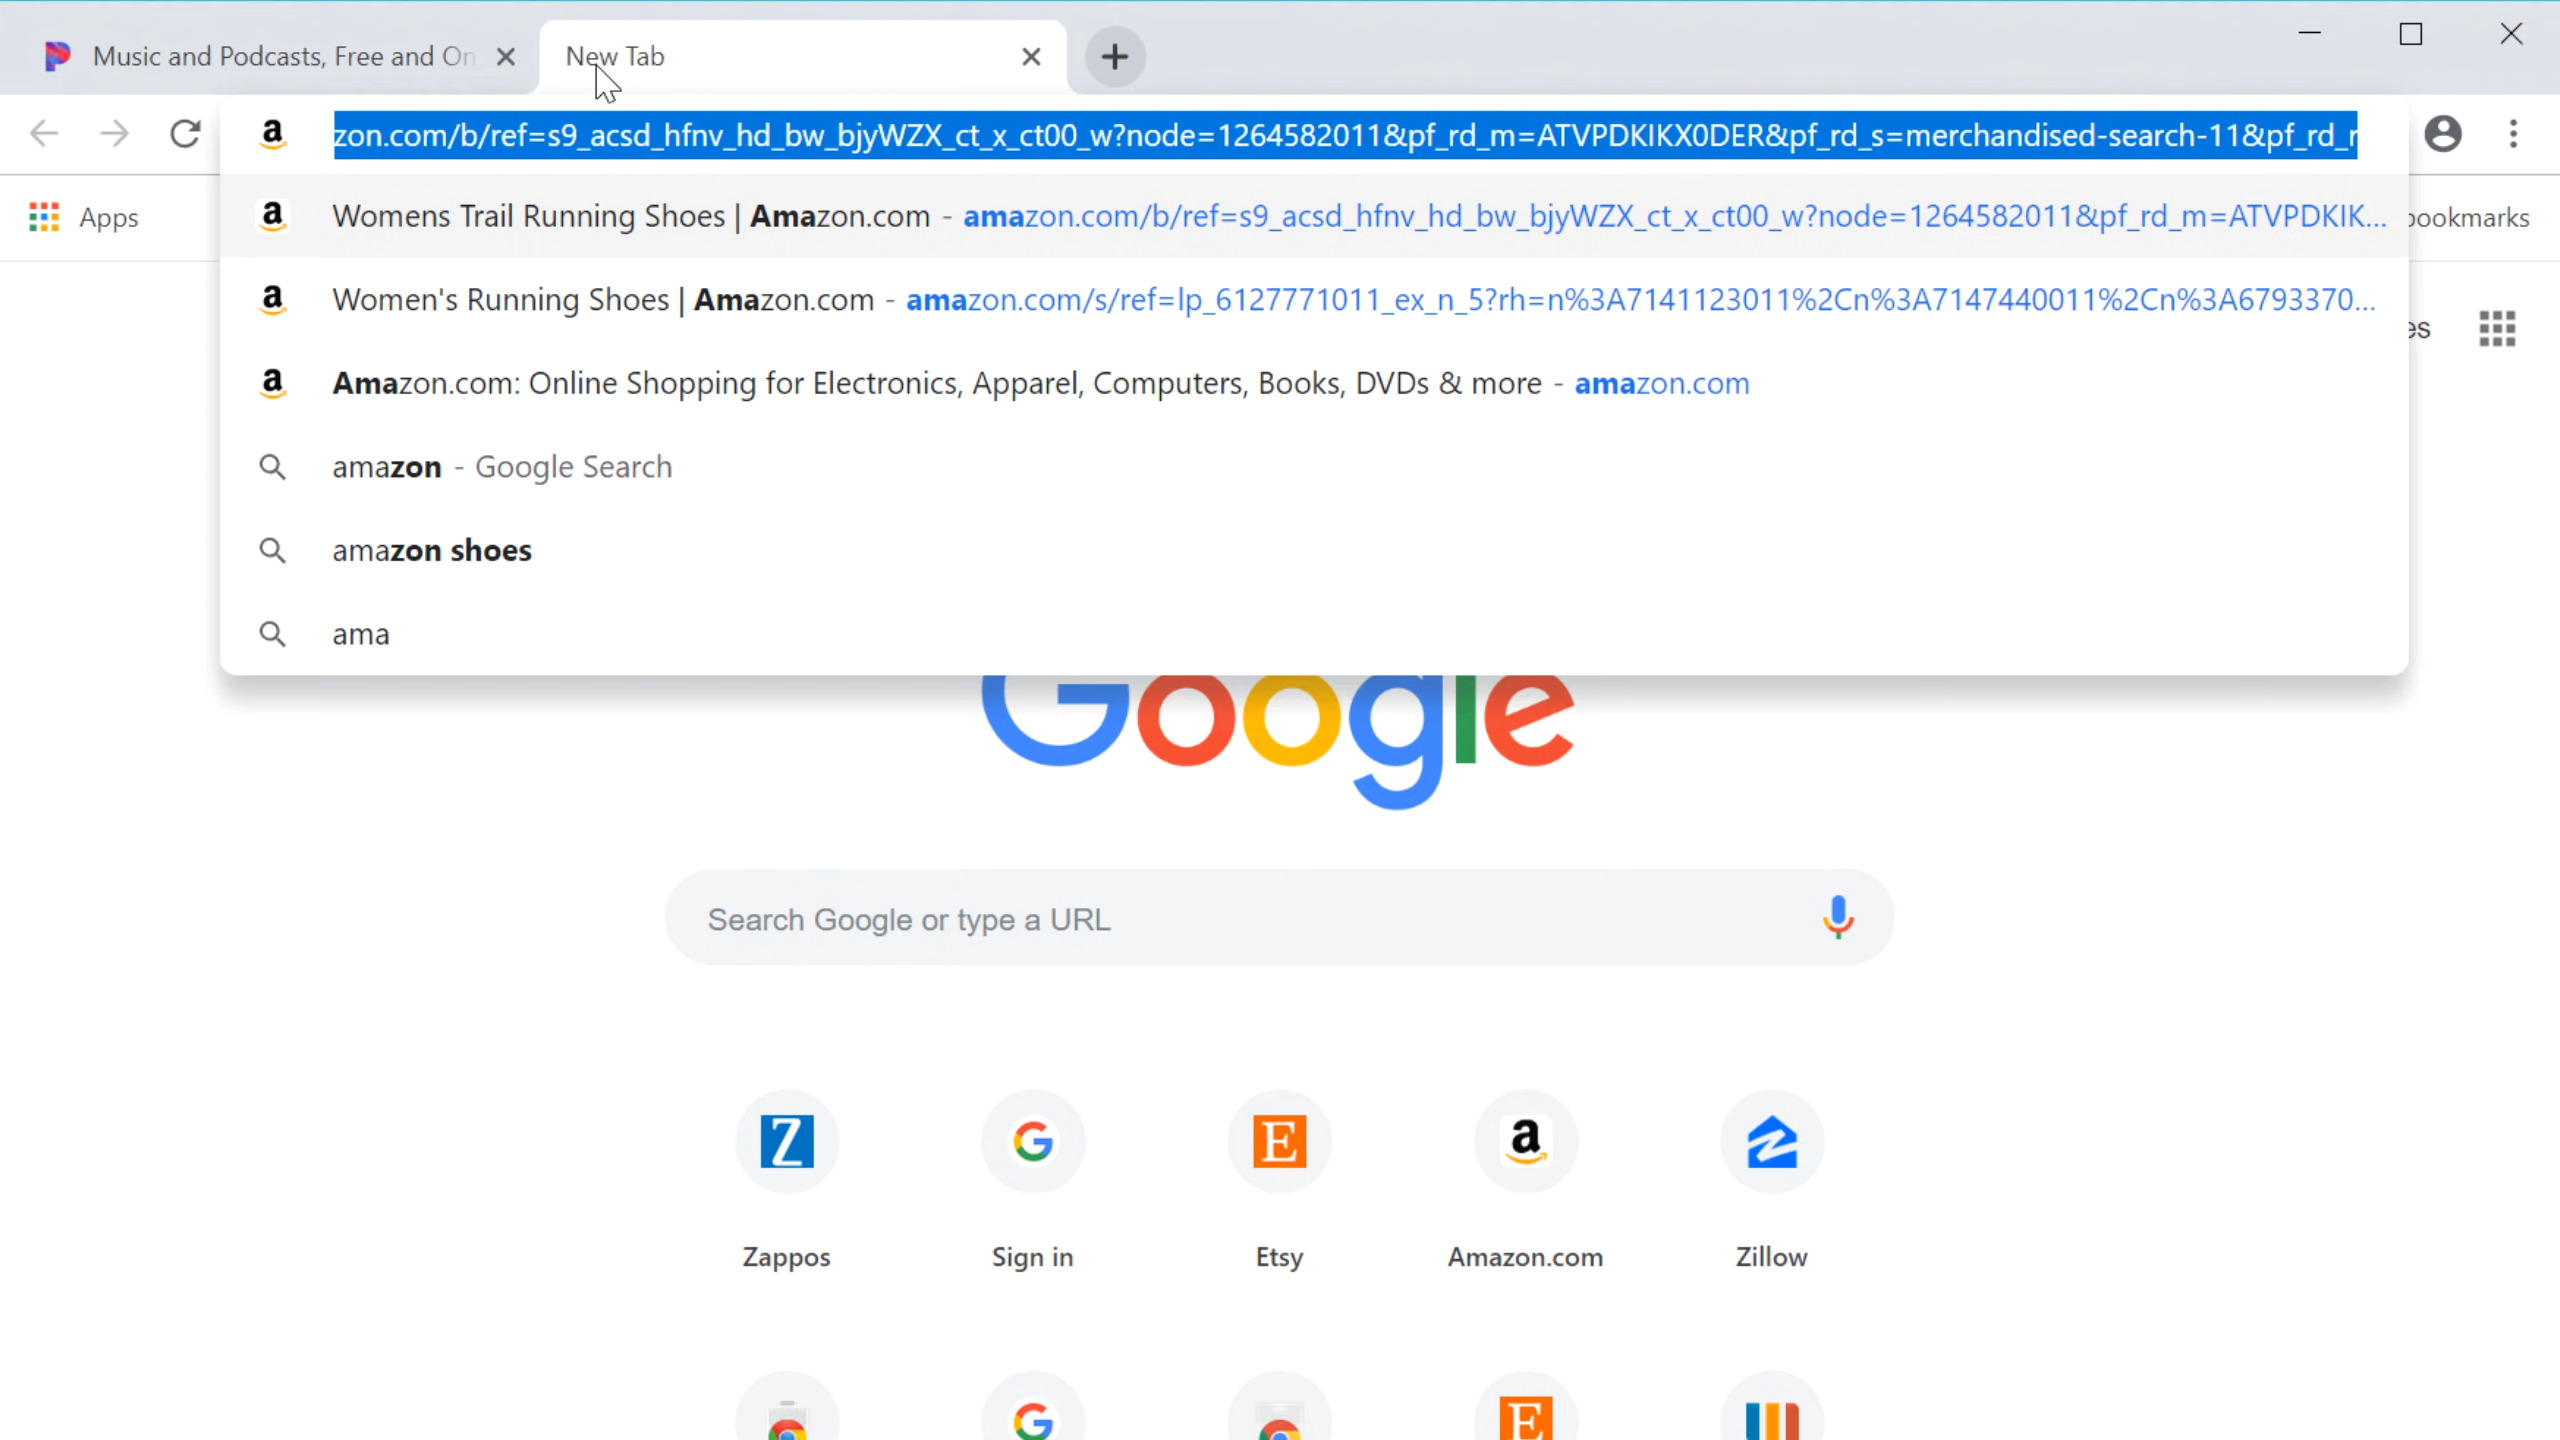 Music and Podcasts, Free and On
New Tab
zon.com/b/ref=s9_acsd_hfnv_hd_bw_bjyWZX_ct_x_ct00_w?node=1264582011&pf_rd_m=ATVPDKIKX0DER&pf_rd_s=merchandised-search-11&pf_rd_r
Apps
Womens Trail Running Shoes | Amazon.com - amazon.com/b/ref=s9_acsd_hfnv_hd_bw_bjyWZX_ct_x_ct00_w?node=1264582011&pf_rd_m=ATVPDKIK...
bookmarks
Women's Running Shoes | Amazon.com - amazon.com/s/ref=lp_6127771011_ex_n_5?rh=n%3A7141123011%2Cn%3A7147440011%2Cn%3A6793370...
es
Amazon.com: Online Shopping for Electronics, Apparel, Computers, Books, DVDs & more - amazon.com
amazon - Google Search
amazon shoes
ama
Google
Search Google or type a URL
Zappos
Sign in
Etsy
Amazon.com
Zillow